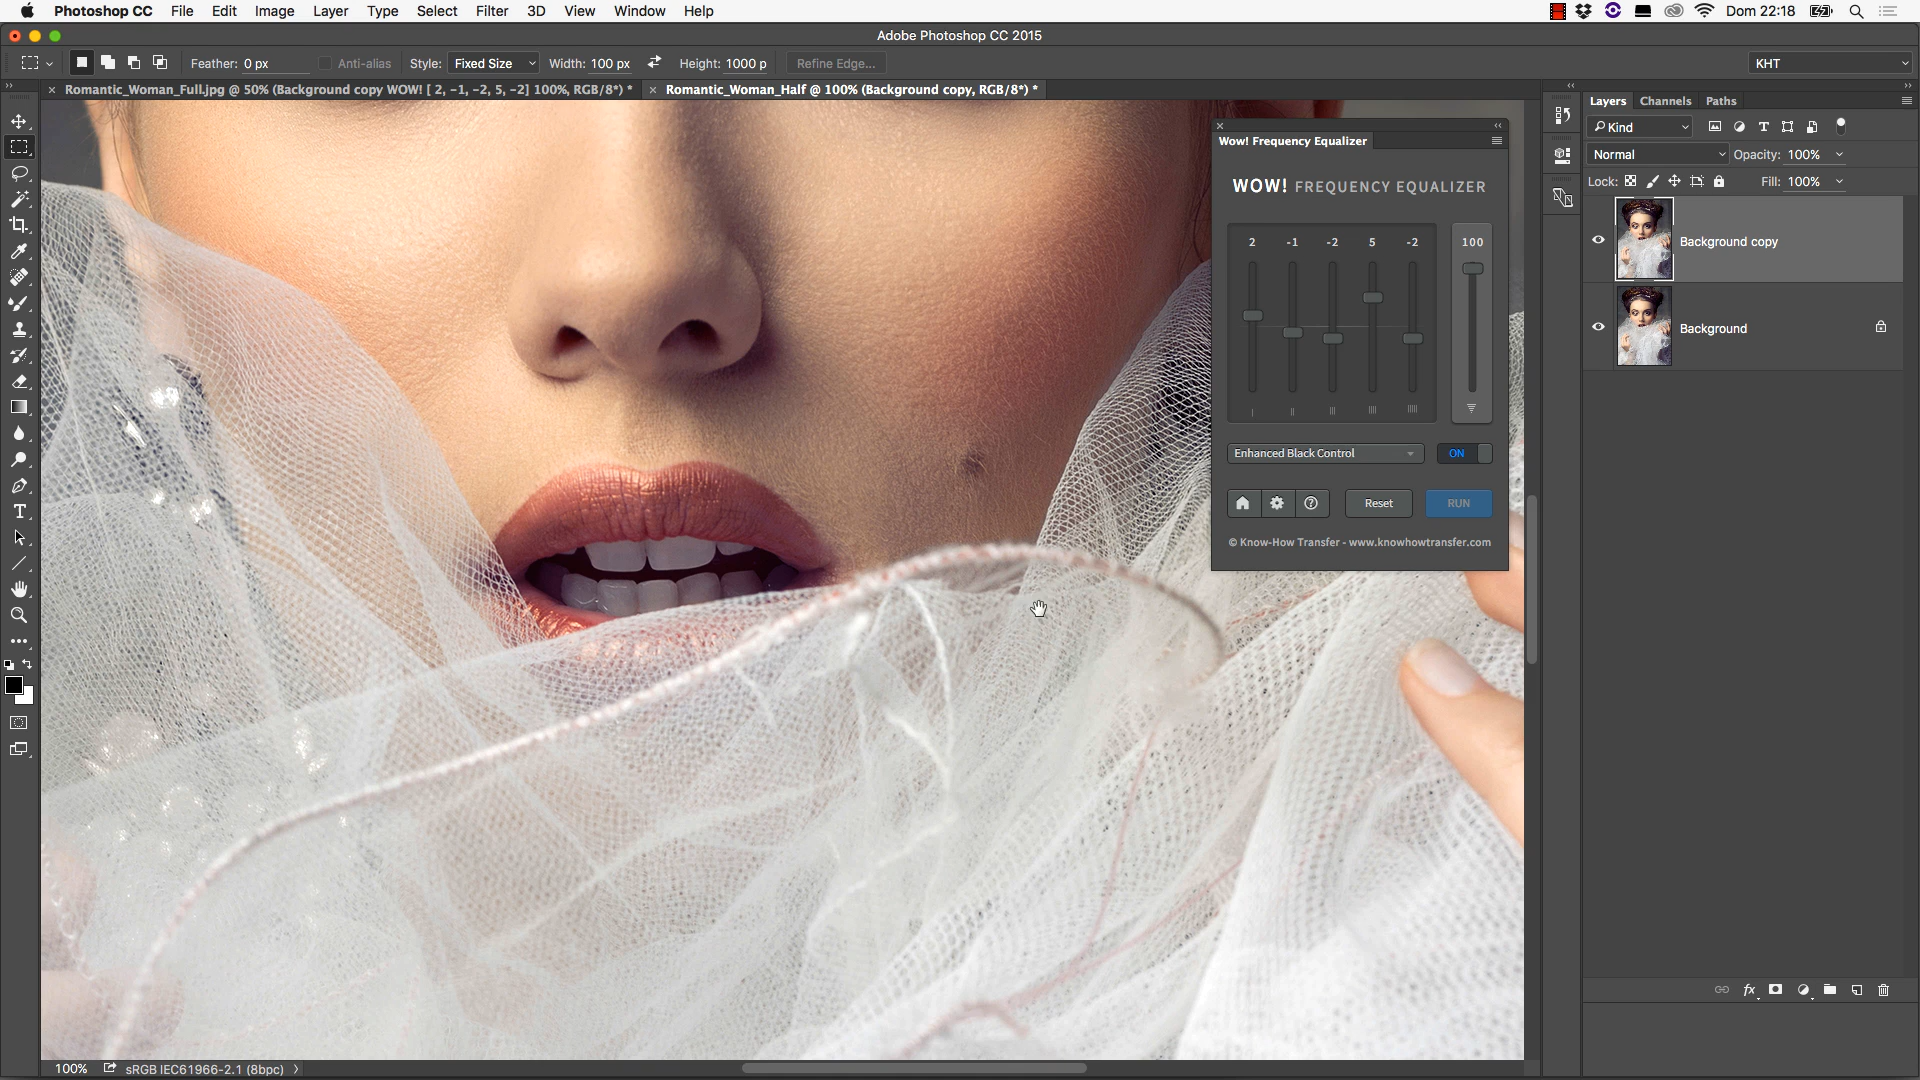 Photoshop CC File Edit Image Layer Type Select Filter 3D View Window Help Dom 22:18
Adobe Photoshop CC 2015
Feather: 0 px Anti-alias Style: Fixed Size Width: 100 px Height: 1000 p Refine Edge... KHT
Romantic_Woman_Full.jpg @ 50% (Background copy WOW! [ 2, -1, -2, 5, -2] 100%, RGB/8*) * Romantic_Woman_Half @ 100% (Background copy, RGB/8*) *
Layers Channels Paths
Kind
Normal Opacity: 100%
Lock: Fill: 100%
Background copy
Background
Wow! Frequency Equalizer
WOW! FREQUENCY EQUALIZER
2 -1 -2 5 -2 100
Enhanced Black Control ON
Reset RUN
© Know-How Transfer - www.knowhowtransfer.com
fx
100% sRGB IEC61966-2.1 (8bpc)